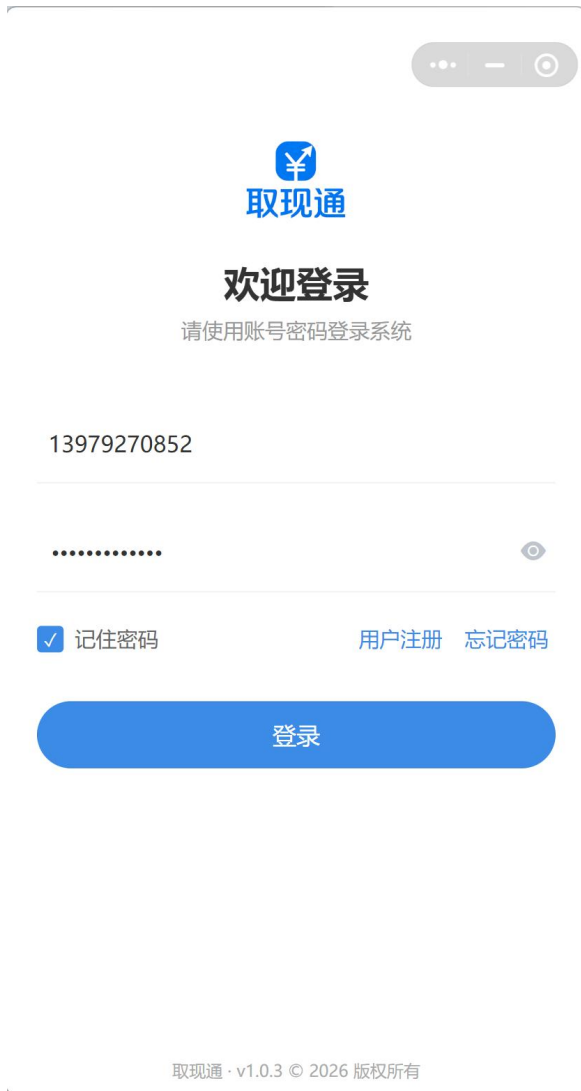 取现通
欢迎登录
请使用账号密码登录系统
13979270852
•••••••••••••
记住密码 用户注册 忘记密码
登录
取现通 · v1.0.3 © 2026 版权所有